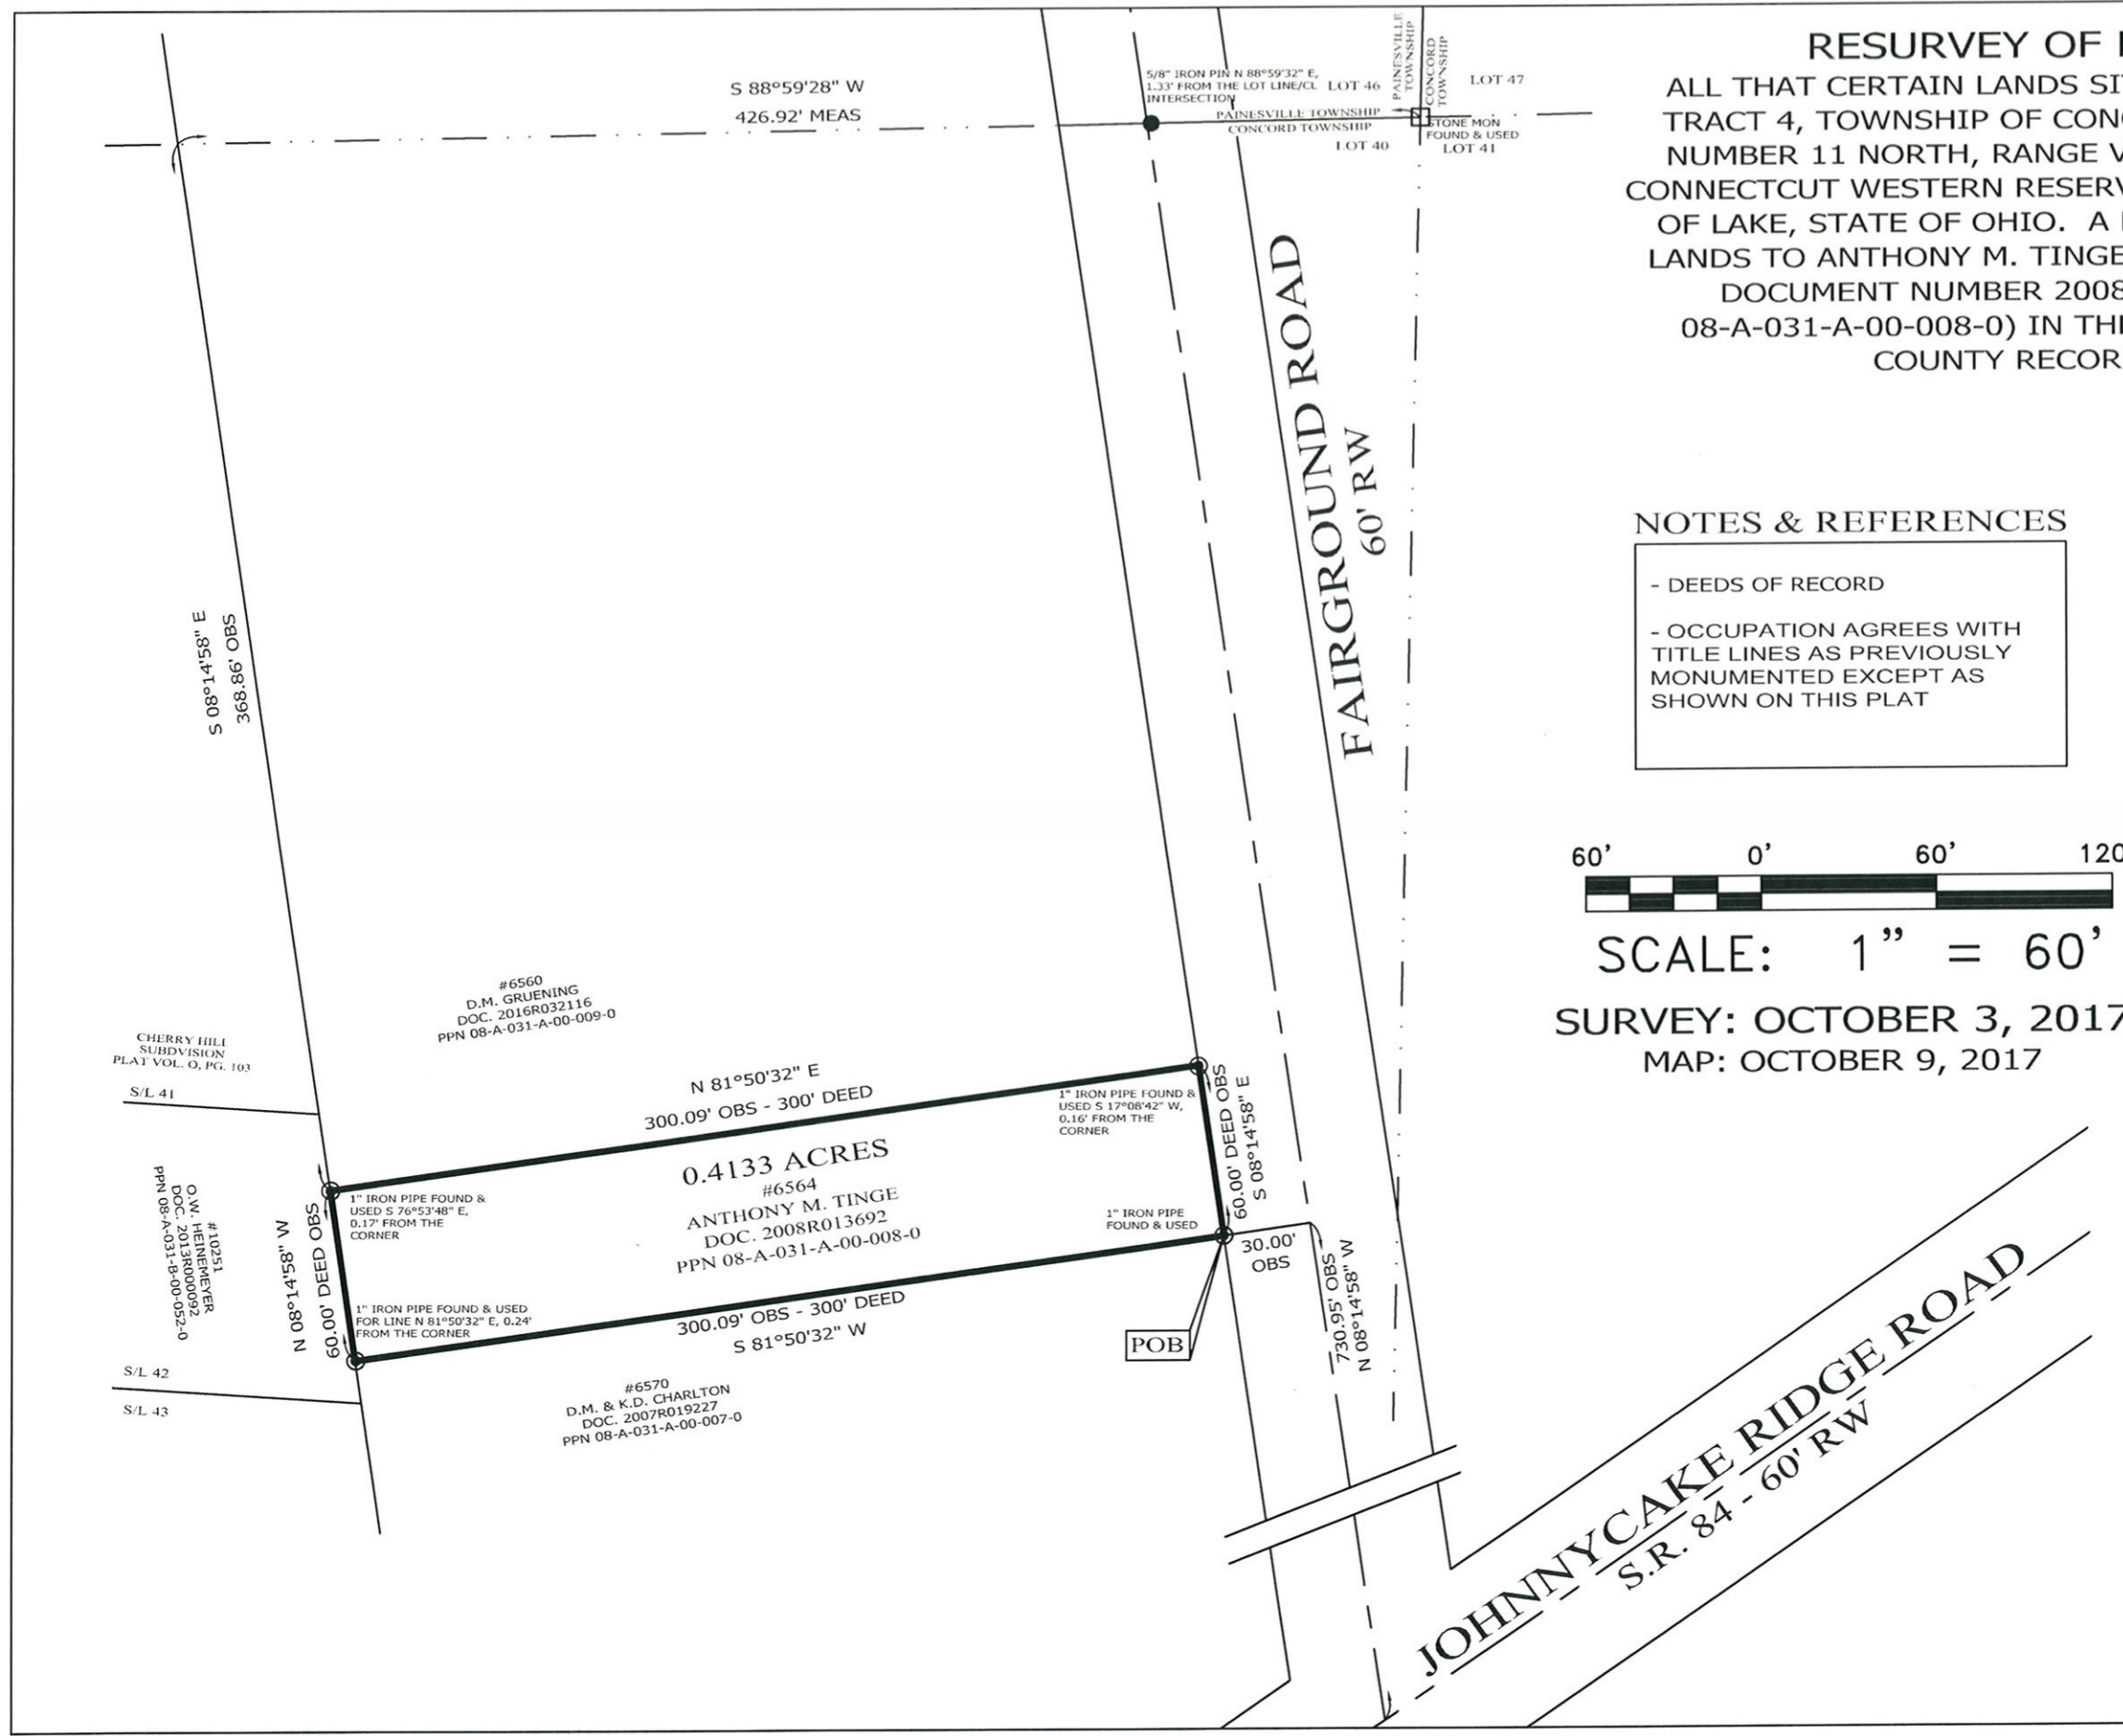 S 88°59'28" W
426.92' MEAS
5/8" IRON PIN N 88°59'32" E,
1.33' FROM THE LOT LINE/CL
INTERSECTION
LOT 46
PAINESVILLE
TOWNSHIP
CONCORD
TOWNSHIP
LOT 47
PAINESVILLE TOWNSHIP
CONCORD TOWNSHIP
STONE MON
FOUND & USED
LOT 40
LOT 41
RESURVEY OF
ALL THAT CERTAIN LANDS SI
TRACT 4, TOWNSHIP OF CON
NUMBER 11 NORTH, RANGE V
CONNECTCUT WESTERN RESERV
OF LAKE, STATE OF OHIO. A
LANDS TO ANTHONY M. TINGE
DOCUMENT NUMBER 2008
08-A-031-A-00-008-0) IN TH
COUNTY RECOR
FAIRGROUND ROAD
60' RW
NOTES & REFERENCES
- DEEDS OF RECORD
- OCCUPATION AGREES WITH
TITLE LINES AS PREVIOUSLY
MONUMENTED EXCEPT AS
SHOWN ON THIS PLAT
S 08°14'58" E
368.86' OBS
60' 0' 60' 120
SCALE: 1" = 60'
SURVEY: OCTOBER 3, 2017
MAP: OCTOBER 9, 2017
#6560
D.M. GRUENING
DOC. 2016R032116
PPN 08-A-031-A-00-009-0
CHERRY HILL
SUBDVISION
PLAT VOL. O, PG. 103
S/L 41
N 81°50'32" E
300.09' OBS - 300' DEED
1" IRON PIPE FOUND &
USED S 17°08'42" W,
0.16' FROM THE
CORNER
60.00' DEED OBS
S 08°14'58" E
0.4133 ACRES
#6564
ANTHONY M. TINGE
DOC. 2008R013692
PPN 08-A-031-A-00-008-0
1" IRON PIPE FOUND &
USED S 76°53'48" E,
0.17' FROM THE
CORNER
1" IRON PIPE
FOUND & USED
#10251
O.W. HEINEMEYER
DOC. 2013R000092
PPN 08-A-031-B-00-052-0
N 08°14'58" W
60.00' DEED OBS
30.00'
OBS
730.95' OBS
N 08°14'58" W
1" IRON PIPE FOUND & USED
FOR LINE N 81°50'32" E, 0.24'
FROM THE CORNER
300.09' OBS - 300' DEED
S 81°50'32" W
POB
S/L 42
S/L 43
#6570
D.M. & K.D. CHARLTON
DOC. 2007R019227
PPN 08-A-031-A-00-007-0
JOHNNYCAKE RIDGE ROAD
S.R. 84 - 60' RW